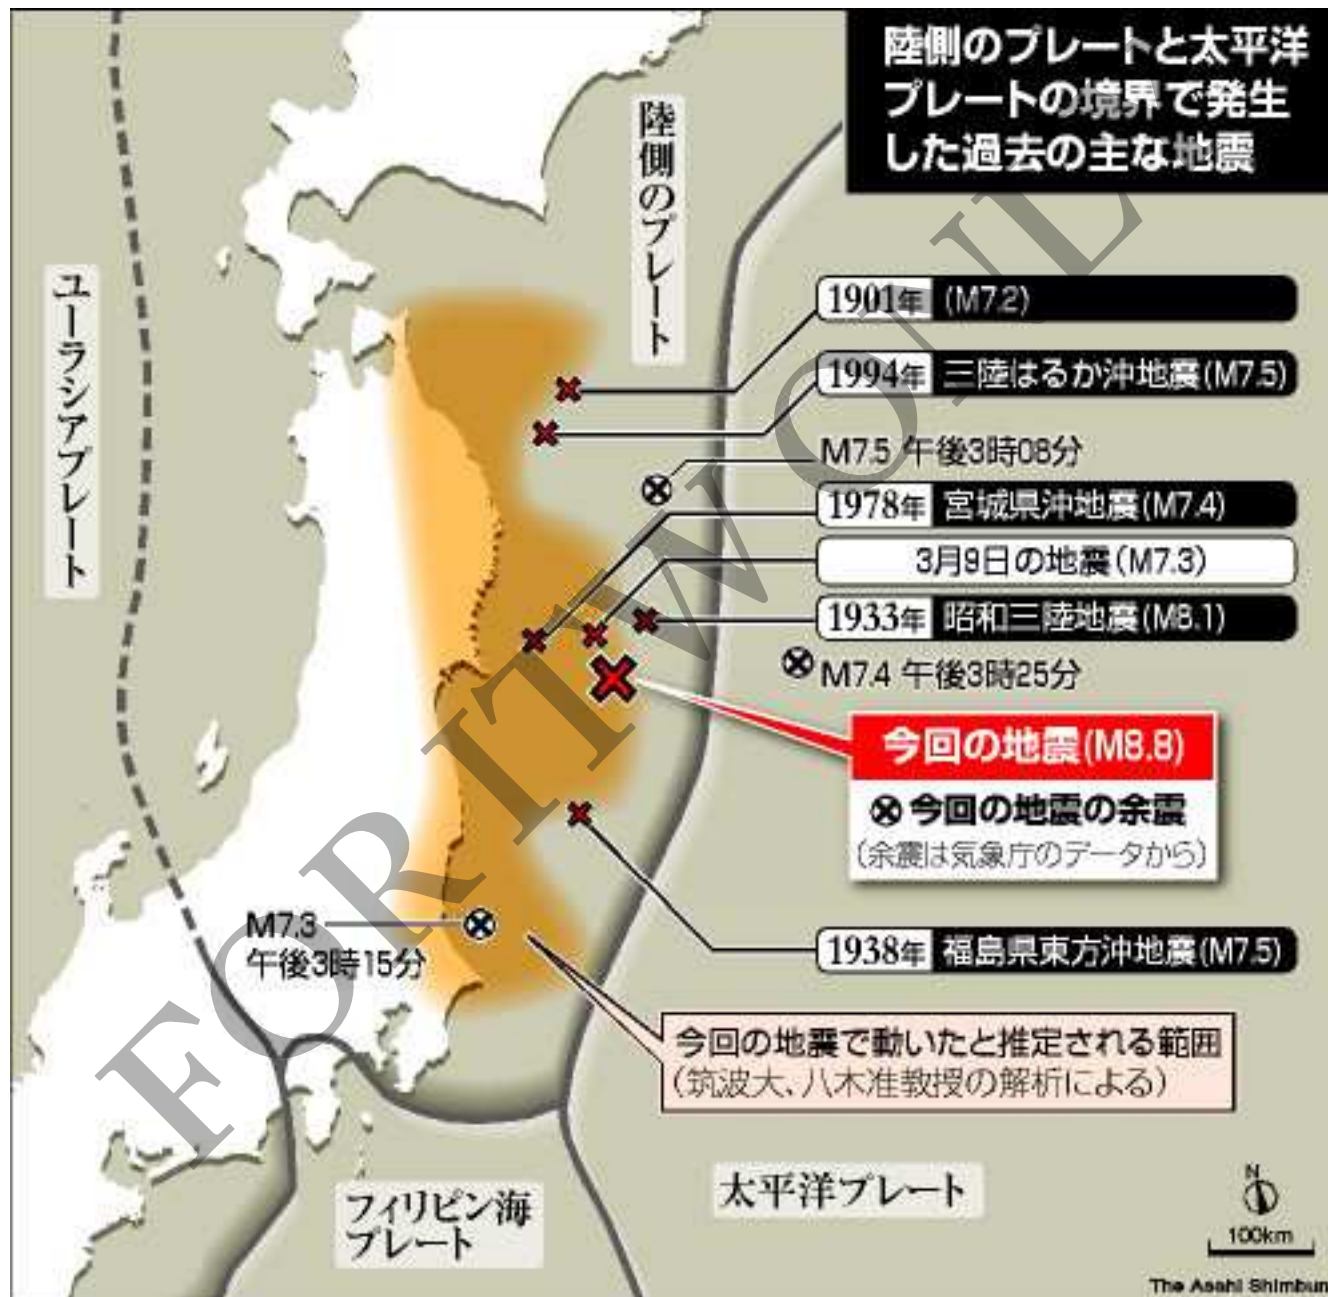 陸側のプレートと太平洋
プレートの境界で発生
した過去の主な地震
陸側のプレート
ユーラシアプレート
1901年 (M7.2)
1994年 三陸はるか沖地震(M7.5)
M7.5 午後3時08分
1978年 宮城県沖地震(M7.4)
3月9日の地震(M7.3)
1933年 昭和三陸地震(M8.1)
M7.4 午後3時25分
今回の地震(M8.8)
⊗今回の地震の余震
(余震は気象庁のデータから)
M7.3
午後3時15分
1938年 福島県東方沖地震(M7.5)
今回の地震で動いたと推定される範囲
(筑波大、八木准教授の解析による)
太平洋プレート
フィリピン海
プレート
N
100km
The Asahi Shimbun
FORITWONL